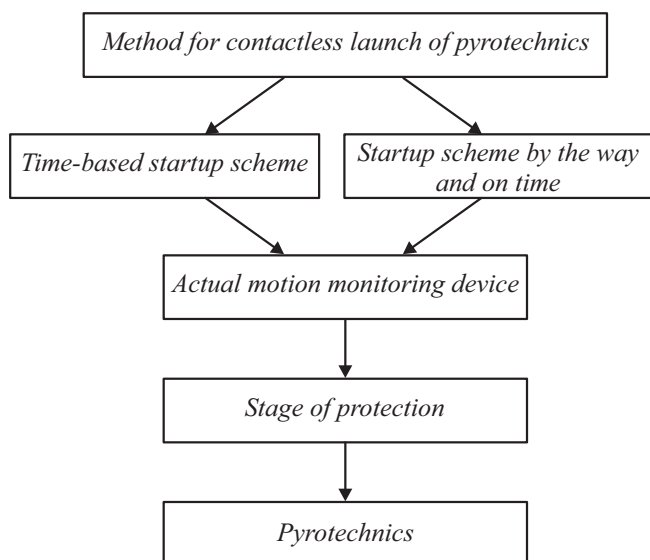 Method for contactless launch of pyrotechnics
Time-based startup scheme
Startup scheme by the way
and on time
Actual motion monitoring device
Stage of protection
Pyrotechnics